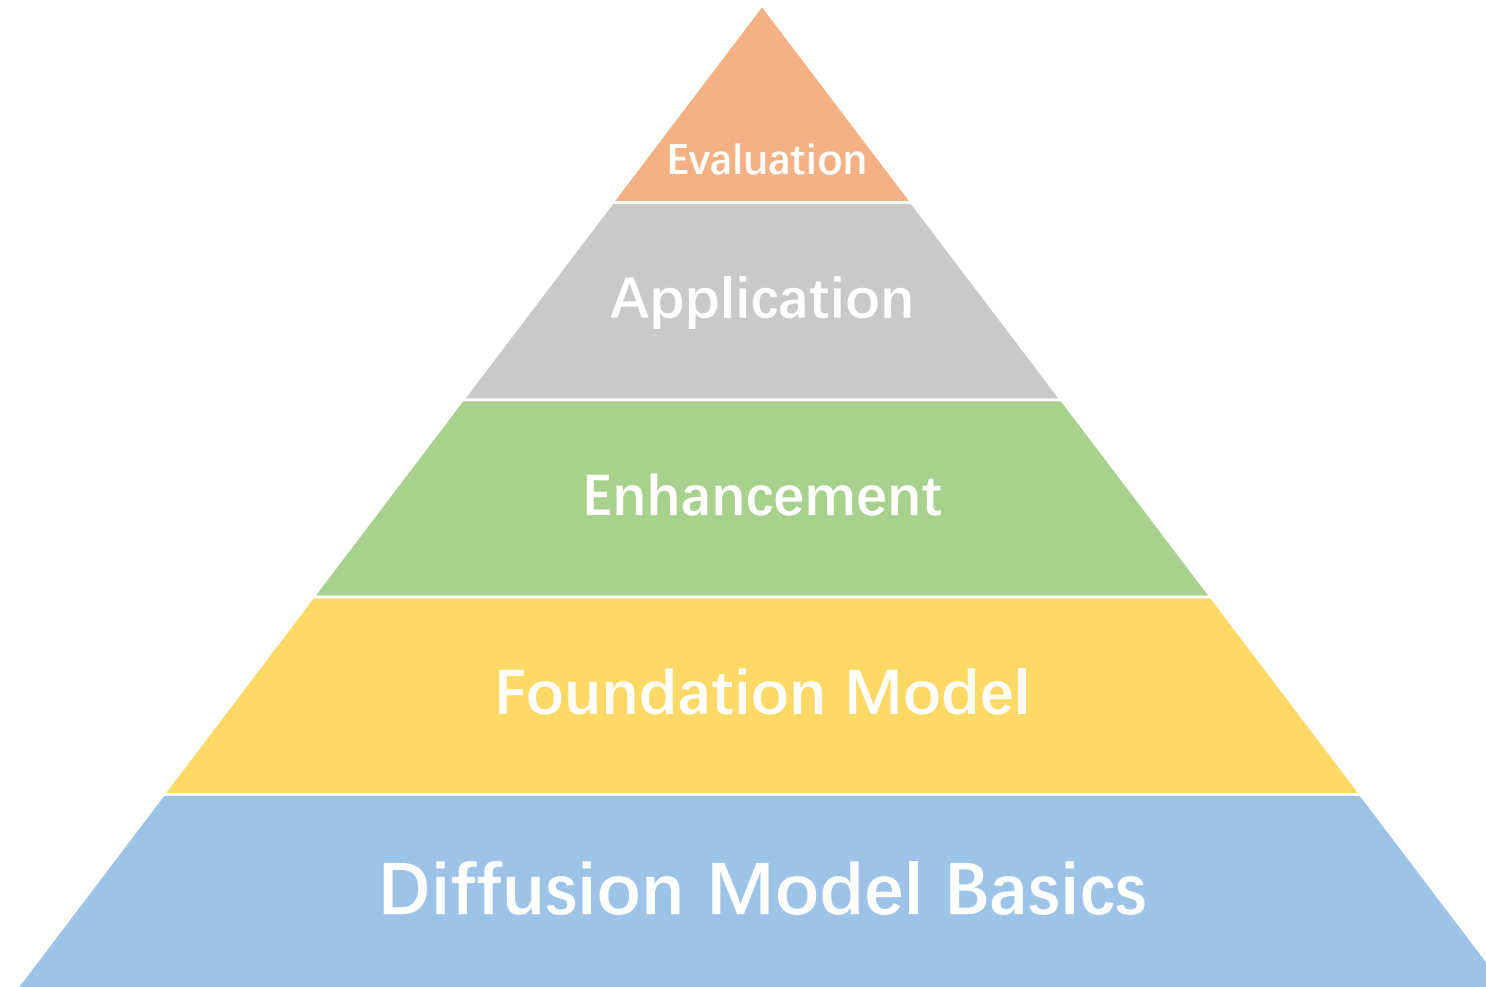 Evaluation
Application
Enhancement
Foundation Model
Diffusion Model Basics